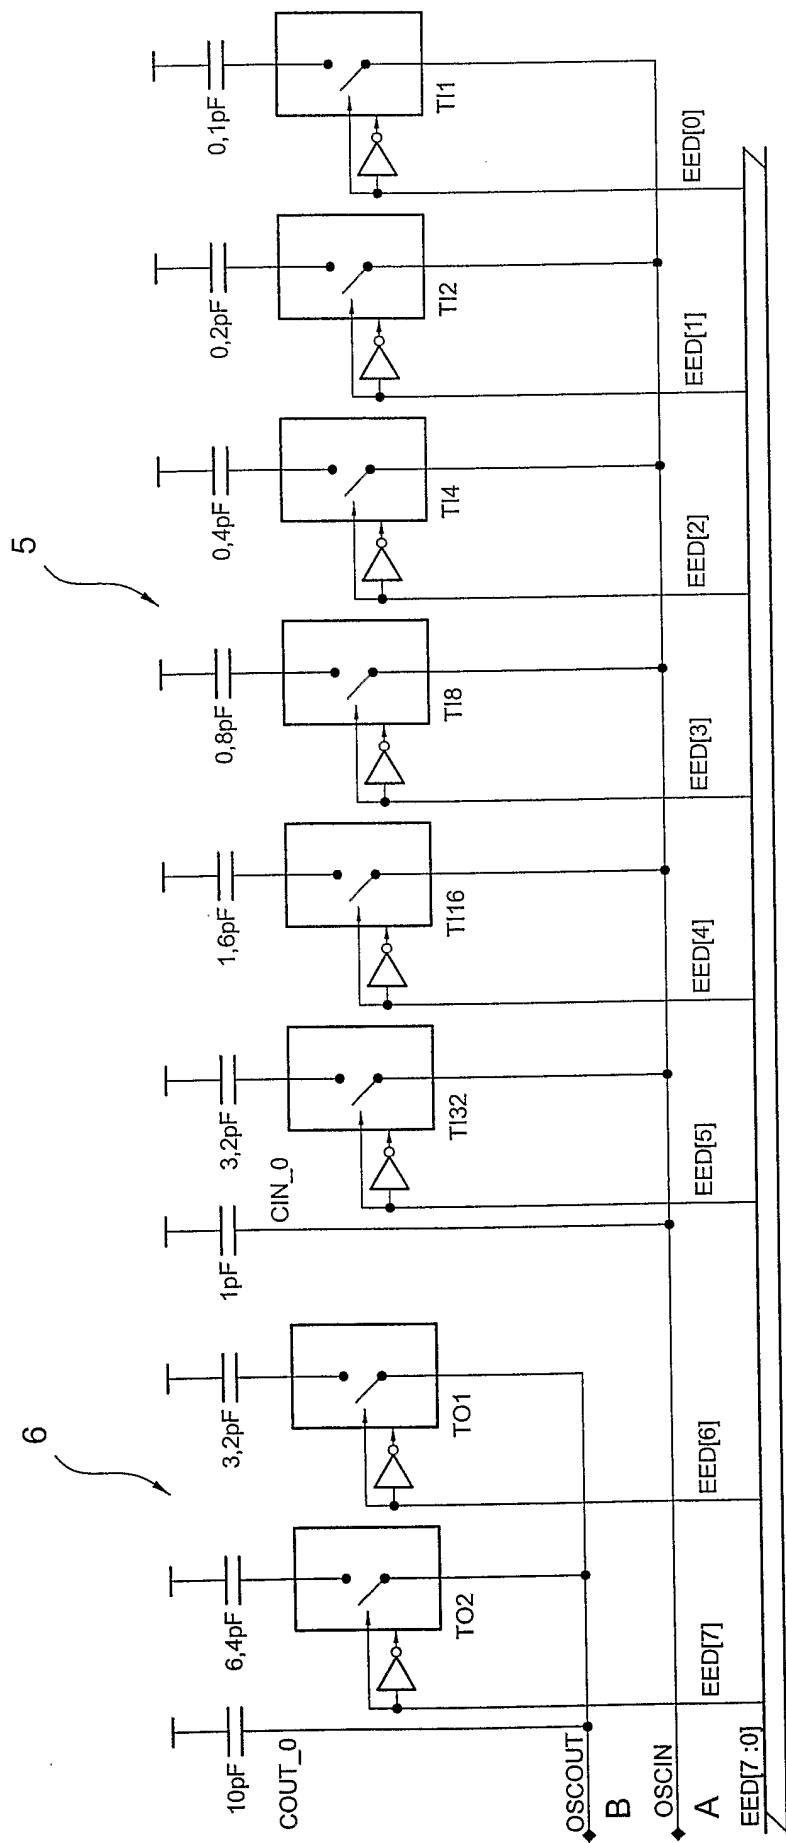 5
6
10pF
COUT_0
6,4pF
TO2
3,2pF
TO1
1pF
CIN_0
3,2pF
TI32
1,6pF
TI16
0,8pF
TI8
0,4pF
TI4
0,2pF
TI2
0,1pF
TI1
OSCOUT
B
OSCIN
A
EED[7 :0]
EED[7]
EED[6]
EED[5]
EED[4]
EED[3]
EED[2]
EED[1]
EED[0]